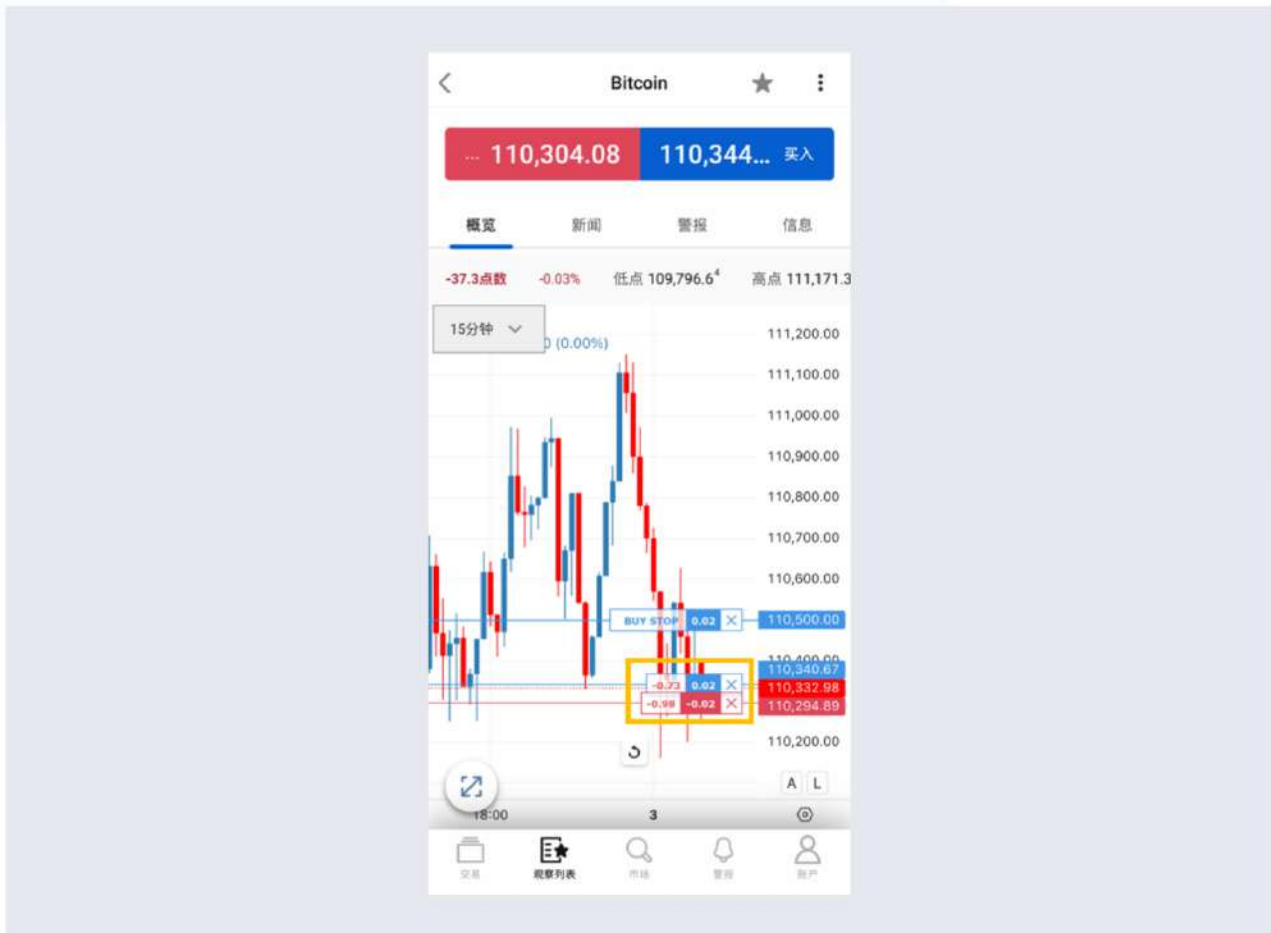 Bitcoin
... 110,304.08 110,344... 买入
概览 新闻 警报 信息
-37.3点数 -0.03% 低点 109,796.6⁴ 高点 111,171.3
15分钟
0 (0.00%)
111,200.00
111,100.00
111,000.00
110,900.00
110,800.00
110,700.00
110,600.00
BUY STOP 0.02 110,500.00
110,400.00
110,340.67
-0.73 0.02
110,332.98
-0.98 -0.02 110,294.89
110,200.00
A L
18:00 3
交易 观察列表 市场 警报 账户